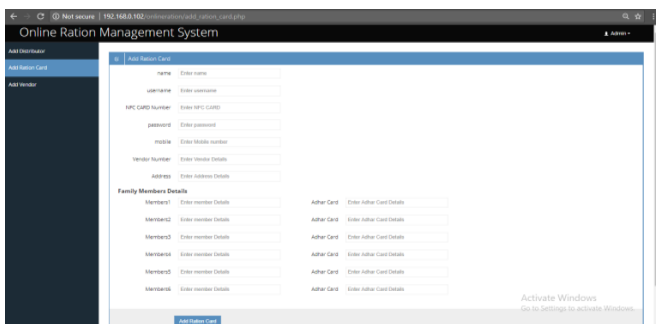 Not secure | 192.168.0.102/onlineration/add_ration_card.php
Online Ration Management System
Admin
Add Distributor
Add Ration Card
Add Vendor
Add Ration Card
name Enter name
username Enter username
NFC CARD Number Enter NFC CARD
password Enter password
mobile Enter Mobile number
Vendor Number Enter Vendor Details
Address Enter Address Details
Family Members Details
Members1 Enter member Details Adhar Card Enter Adhar Card Details
Members2 Enter member Details Adhar Card Enter Adhar Card Details
Members3 Enter member Details Adhar Card Enter Adhar Card Details
Members4 Enter member Details Adhar Card Enter Adhar Card Details
Members5 Enter member Details Adhar Card Enter Adhar Card Details
Members6 Enter member Details Adhar Card Enter Adhar Card Details
Activate Windows
Go to Settings to activate Windows.
Add Ration Card